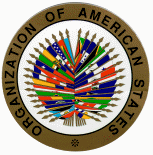 ORGANIZATION OF AMERICAN STATES